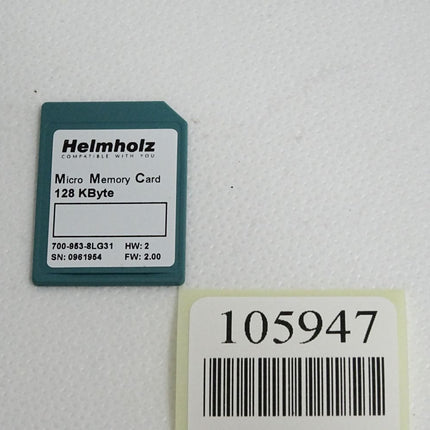 Helmholz
COMPATIBLE WITH YOU
Micro Memory Card
128 KByte
700-953-8LG31 HW: 2
SN: 0961954 FW: 2.00
105947